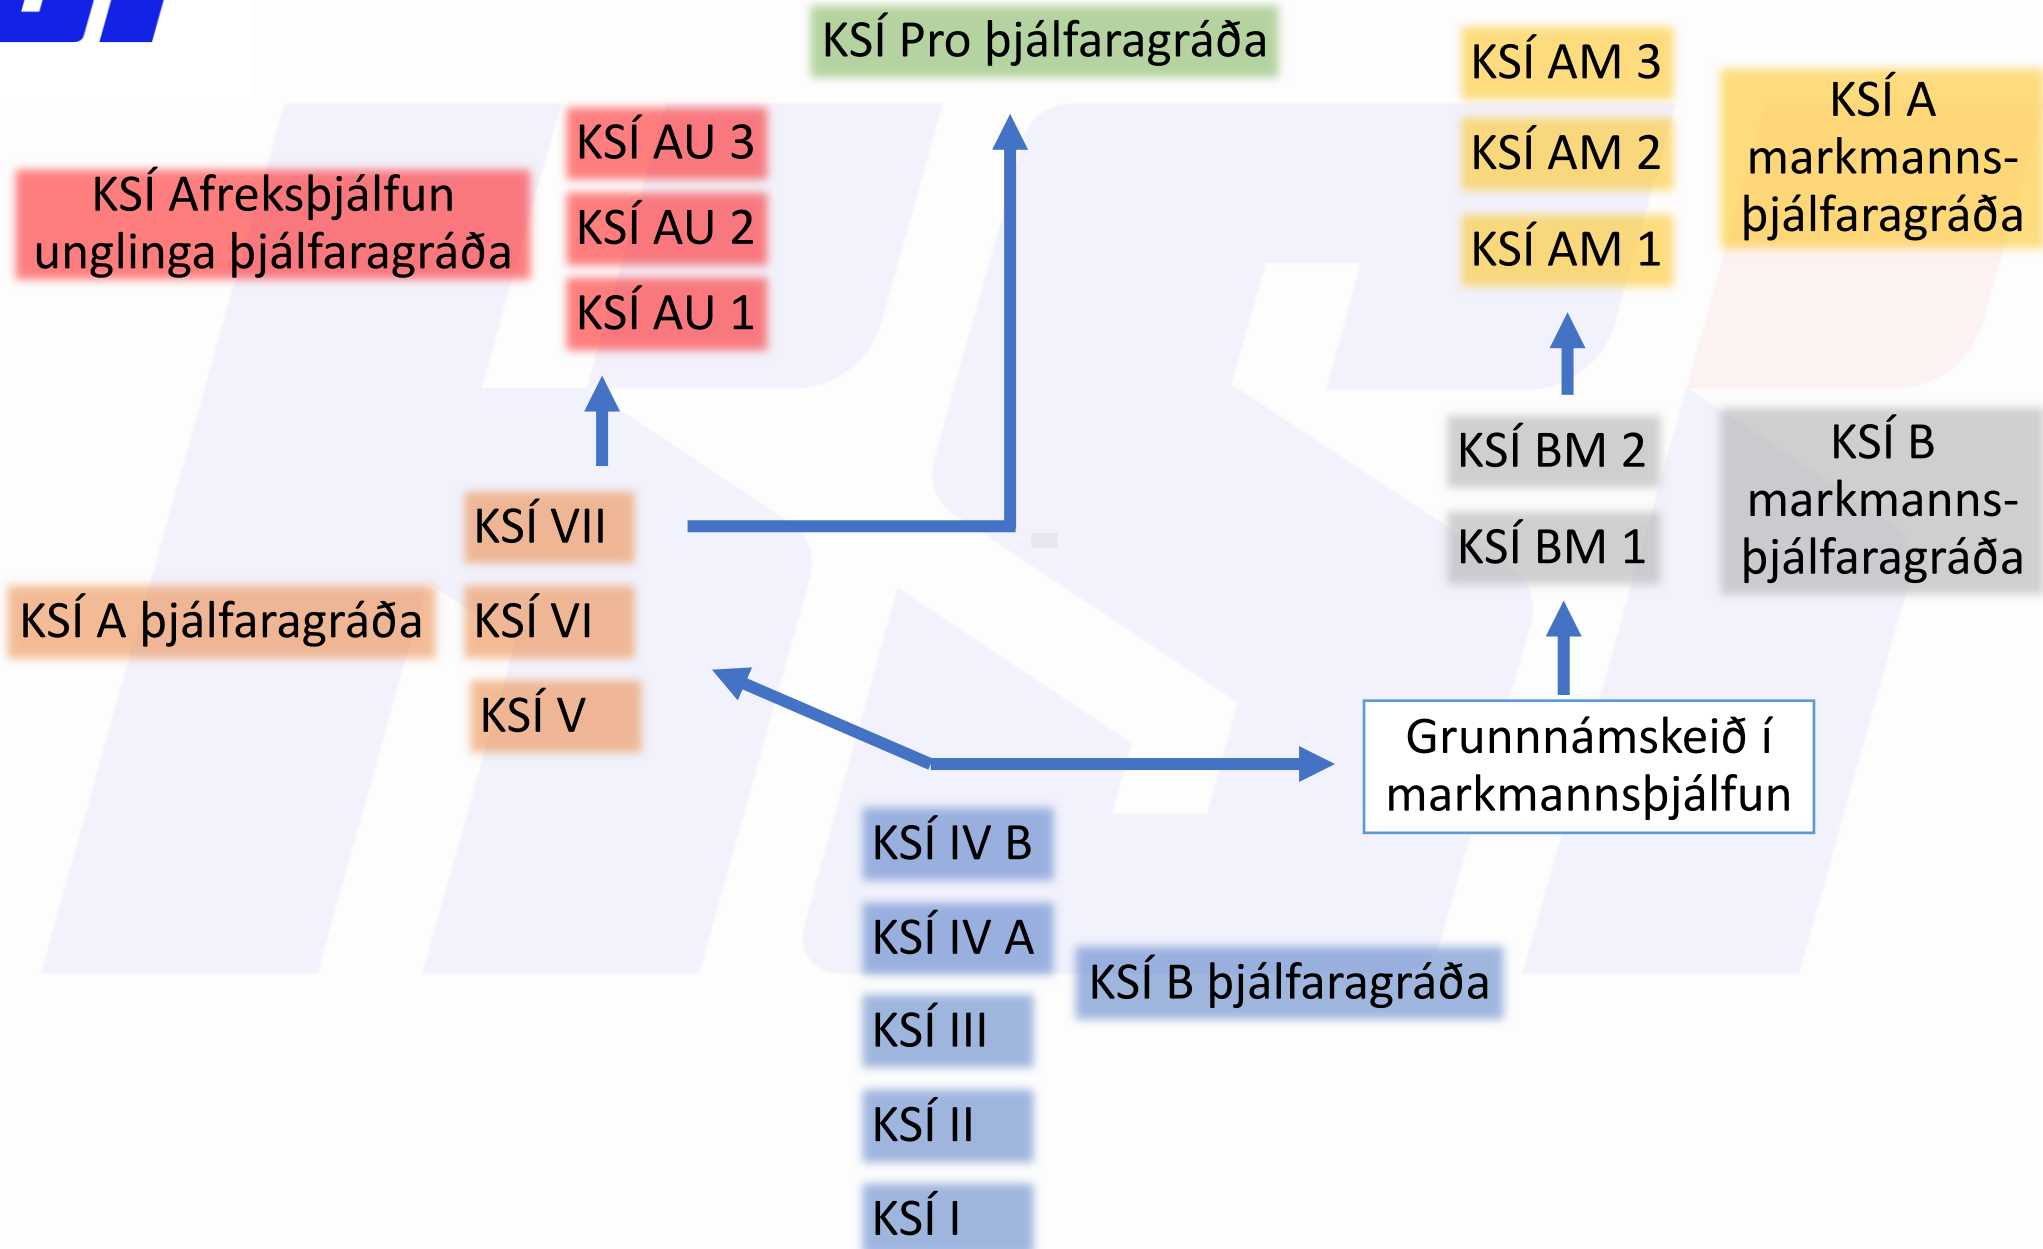 KSÍ Pro þjálfaragráða
KSÍ AM 3
KSÍ AM 2
KSÍ AM 1
KSÍ A
markmanns-
þjálfaragráða
KSÍ AU 3
KSÍ AU 2
KSÍ AU 1
KSÍ Afreksþjálfun
unglinga þjálfaragráða
KSÍ BM 2
KSÍ BM 1
KSÍ B
markmanns-
þjálfaragráða
KSÍ VII
KSÍ VI
KSÍ V
KSÍ A þjálfaragráða
Grunnnámskeið í
markmannsþjálfun
KSÍ IV B
KSÍ IV A
KSÍ III
KSÍ II
KSÍ I
KSÍ B þjálfaragráða